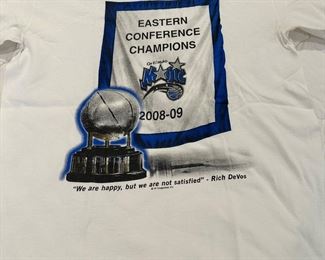 EASTERN
CONFERENCE
CHAMPIONS
Orlando
MAGIC
2008-09
"We are happy, but we are not satisfied" - Rich DeVos